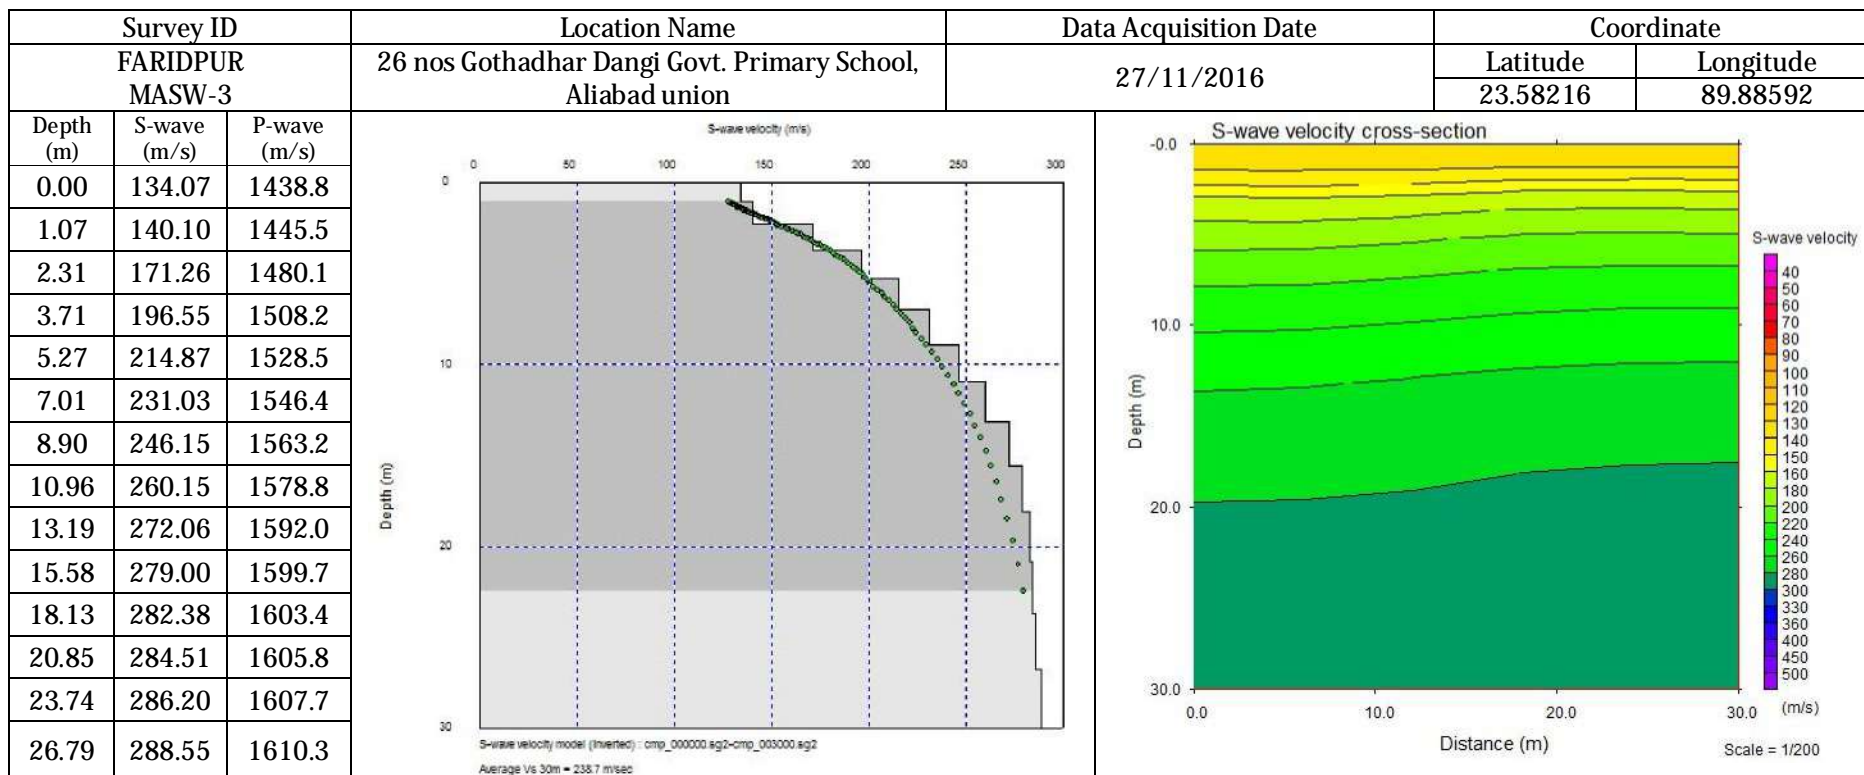 Survey ID
Location Name
Data Acquisition Date
Coordinate
FARIDPUR
MASW-3
26 nos Gothadhar Dangi Govt. Primary School,
Aliabad union
27/11/2016
Latitude
Longitude
23.58216
89.88592
Depth (m) S-wave (m/s) P-wave (m/s)
0.00 134.07 1438.8
1.07 140.10 1445.5
2.31 171.26 1480.1
3.71 196.55 1508.2
5.27 214.87 1528.5
7.01 231.03 1546.4
8.90 246.15 1563.2
10.96 260.15 1578.8
13.19 272.06 1592.0
15.58 279.00 1599.7
18.13 282.38 1603.4
20.85 284.51 1605.8
23.74 286.20 1607.7
26.79 288.55 1610.3
S-wave velocity (m/s)
0 50 100 150 200 250 300
0
10
20
30
Depth (m)
S-wave velocity model (inverted) : cmp_000000.sg2-cmp_003000.sg2
Average Vs 30m = 238.7 m/sec
S-wave velocity cross-section
-0.0
10.0
20.0
30.0
Depth (m)
0.0 10.0 20.0 30.0
Distance (m)
S-wave velocity
40
50
60
70
80
90
100
110
120
130
140
150
160
180
200
220
240
260
280
300
330
360
400
450
500
(m/s)
Scale = 1/200